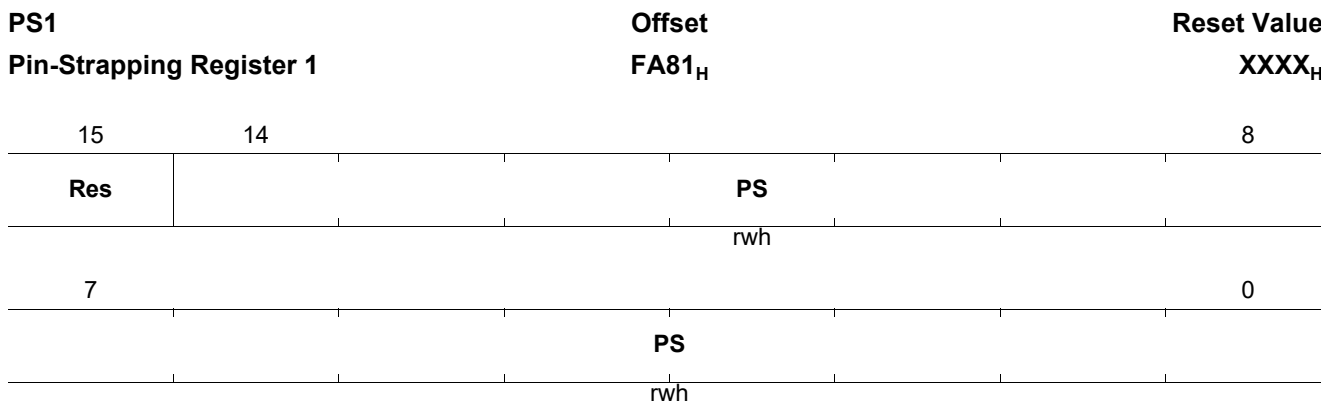 PS1 Offset Reset Value
Pin-Strapping Register 1 FA81H XXXXH
15 14 8
Res PS
rwh
7 0
PS
rwh